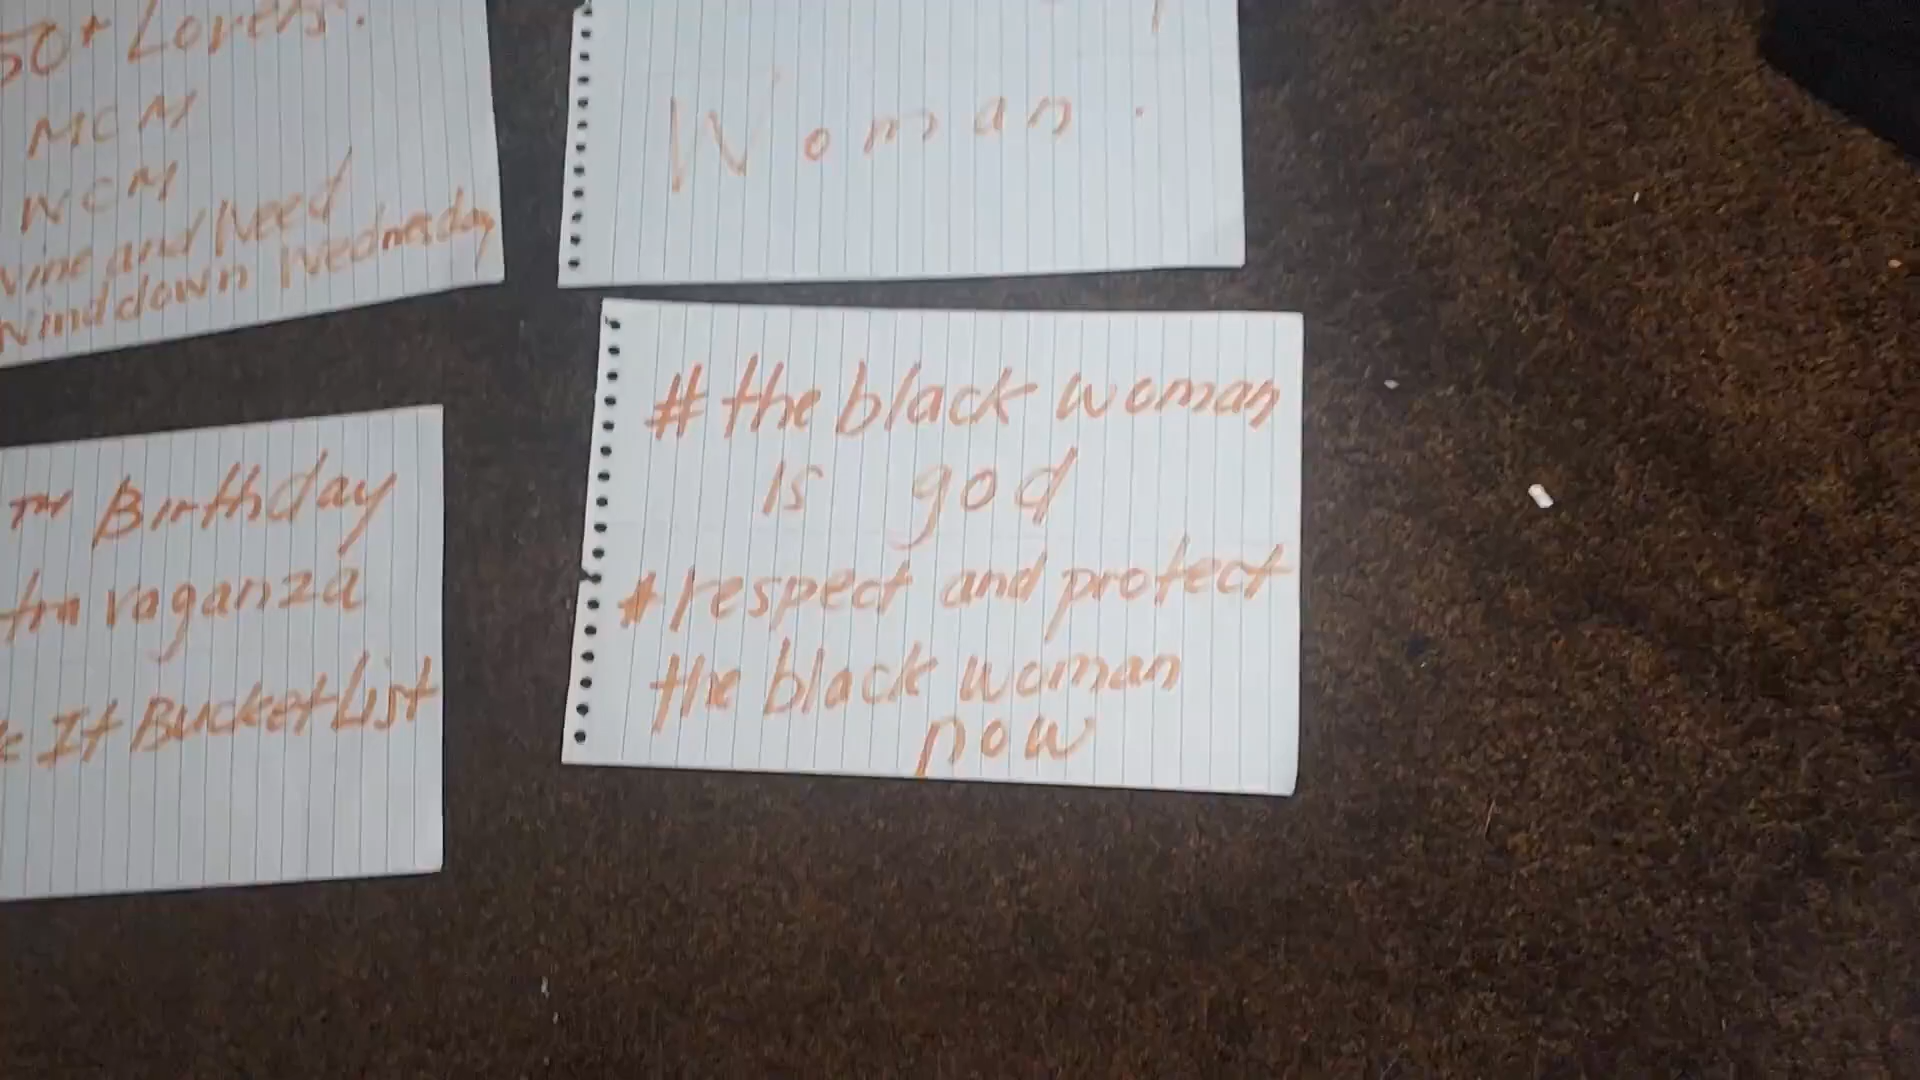 50+ Lovers.
MCM
WCM
Wine and Weed
Wind down Wednesday
Woman.
TH Birthday
travaganza
It Bucket List
# the black woman
is god
# respect and protect
the black woman
now